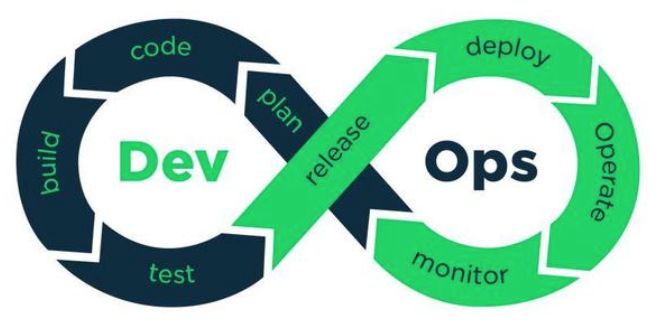 code
deploy
plan
build
Dev
release
Ops
Operate
test
monitor